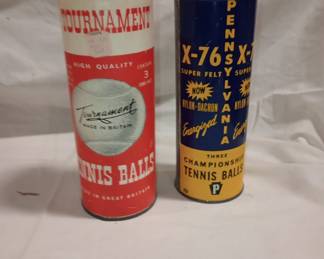 TOURNAMENT
HIGH QUALITY
3
Tournament
MADE IN BRITAIN
TENNIS BALLS
IN GREAT BRITAIN
PENNSYLVANIA
X-76
SUPER FELT
NOW
NYLON-DACRON
Energized
THREE
CHAMPIONSHIP
TENNIS BALLS
P